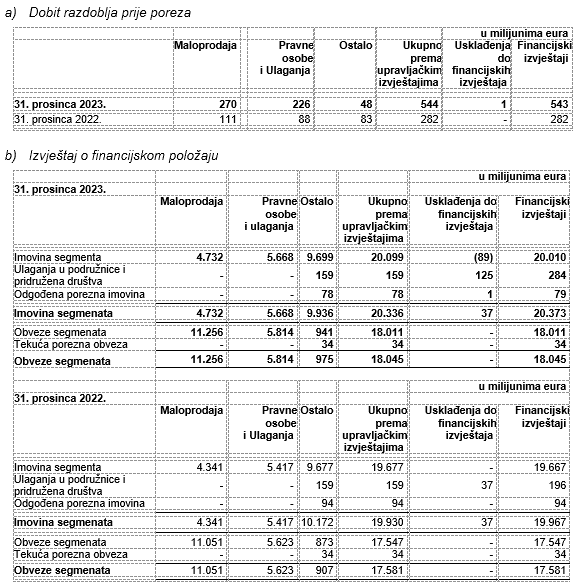 a) Dobit razdoblja prije poreza
u milijunima eura
Maloprodaja Pravne osobe i Ulaganja Ostalo Ukupno prema upravljačkim izvještajima Usklađenja do financijskih izvještaja Financijski izvještaji
31. prosinca 2023. 270 226 48 544 1 543
31. prosinca 2022. 111 88 83 282 - 282
b) Izvještaj o financijskom položaju
u milijunima eura
31. prosinca 2023.
Maloprodaja Pravne osobe i ulaganja Ostalo Ukupno prema upravljačkim izvještajima Usklađenja do financijskih izvještaja Financijski izvještaji
Imovina segmenta 4.732 5.668 9.699 20.099 (89) 20.010
Ulaganja u podružnice i pridružena društva - - 159 159 125 284
Odgođena porezna imovina - - 78 78 1 79
Imovina segmenata 4.732 5.668 9.936 20.336 37 20.373
Obveze segmenata 11.256 5.814 941 18.011 - 18.011
Tekuća porezna obveza - - 34 34 - 34
Obveze segmenata 11.256 5.814 975 18.045 - 18.045
u milijunima eura
31. prosinca 2022.
Maloprodaja Pravne osobe i Ulaganja Ostalo Ukupno prema upravljačkim izvještajima Usklađenja do financijskih izvještaja Financijski izvještaji
Imovina segmenta 4.341 5.417 9.677 19.677 - 19.667
Ulaganja u podružnice i pridružena društva - - 159 159 37 196
Odgođena porezna imovina - - 94 94 - 94
Imovina segmenata 4.341 5.417 10.172 19.930 37 19.967
Obveze segmenata 11.051 5.623 873 17.547 - 17.547
Tekuća porezna obveza - - 34 34 - 34
Obveze segmenata 11.051 5.623 907 17.581 - 17.581